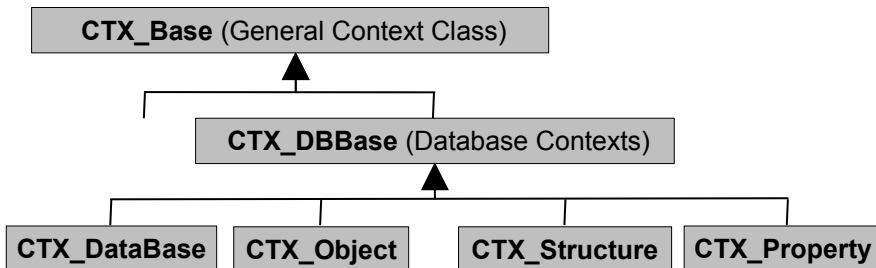 CTX_Base (General Context Class)
CTX_DBBase (Database Contexts)
CTX_DataBase CTX_Object CTX_Structure CTX_Property